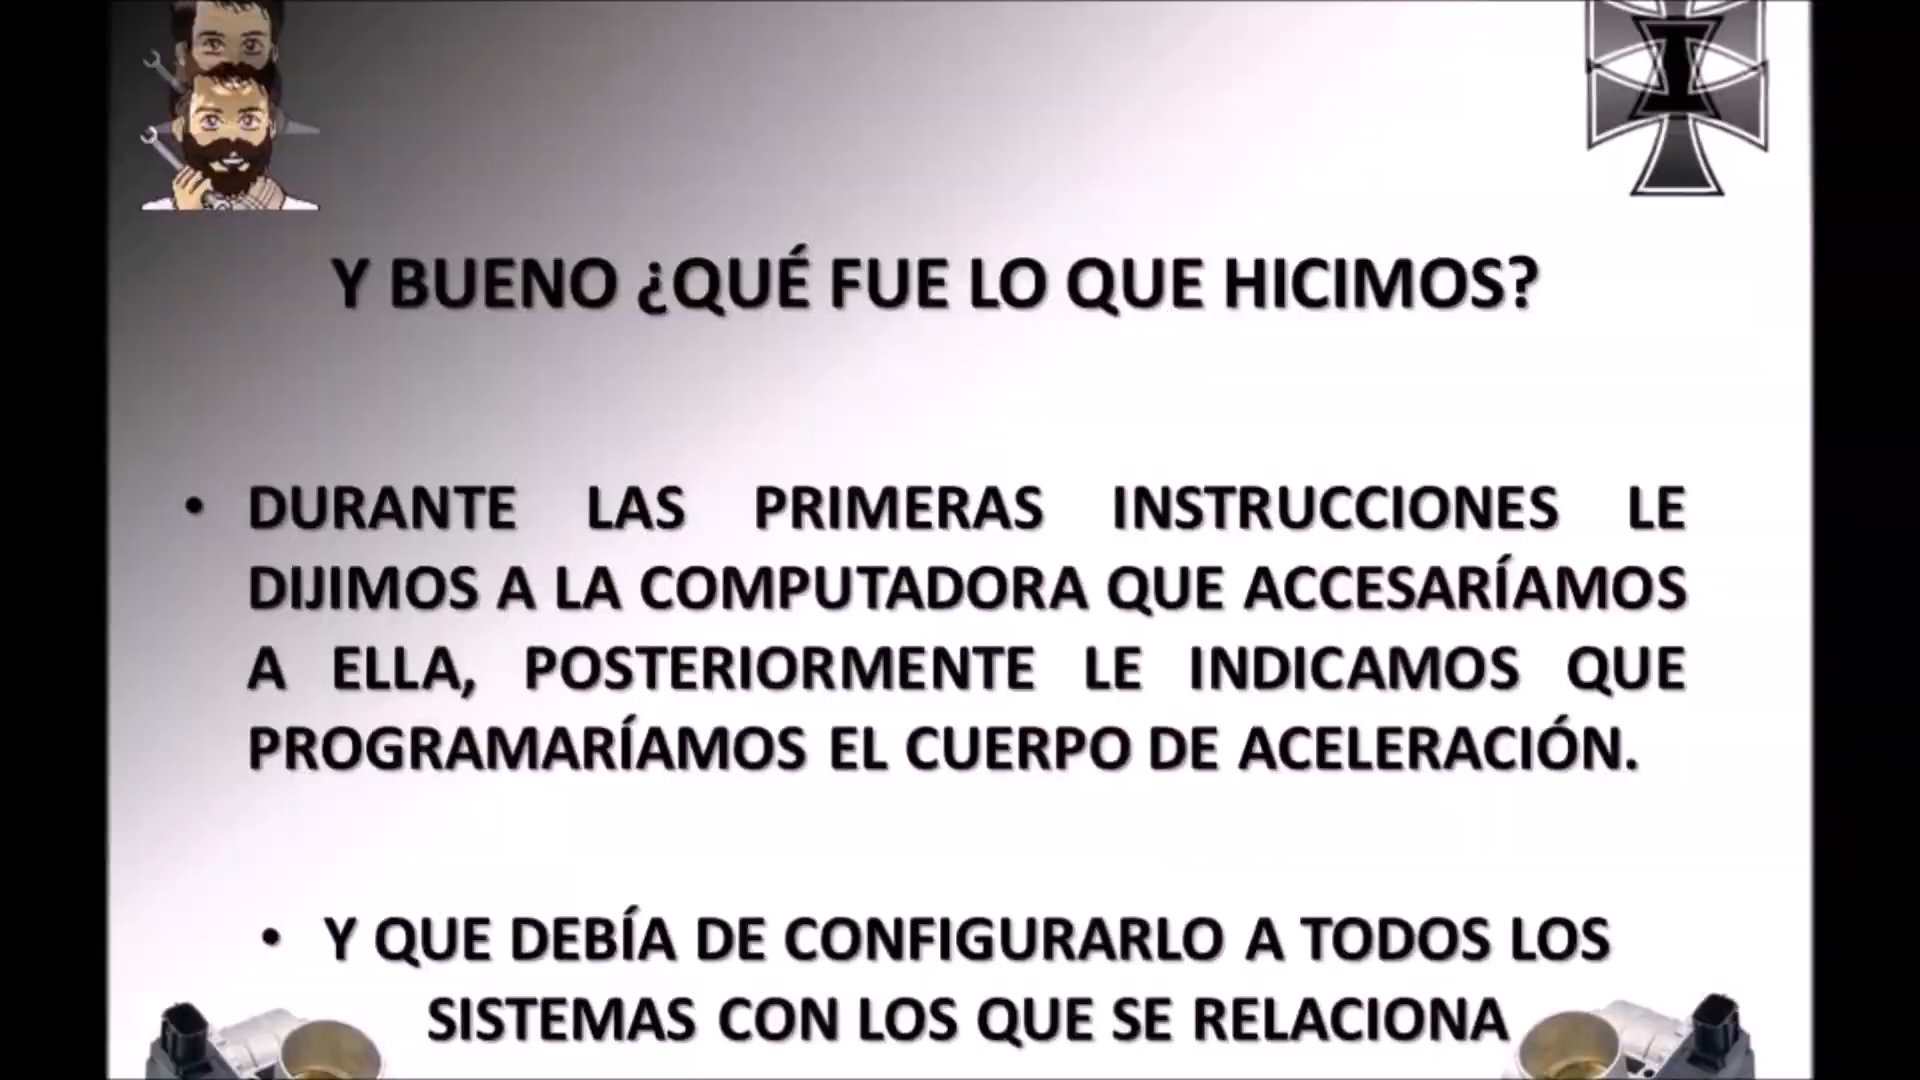 Y BUENO ¿QUÉ FUE LO QUE HICIMOS?
• DURANTE LAS PRIMERAS INSTRUCCIONES LE
DIJIMOS A LA COMPUTADORA QUE ACCESARÍAMOS
A ELLA, POSTERIORMENTE LE INDICAMOS QUE
PROGRAMARÍAMOS EL CUERPO DE ACELERACIÓN.
• Y QUE DEBÍA DE CONFIGURARLO A TODOS LOS
SISTEMAS CON LOS QUE SE RELACIONA